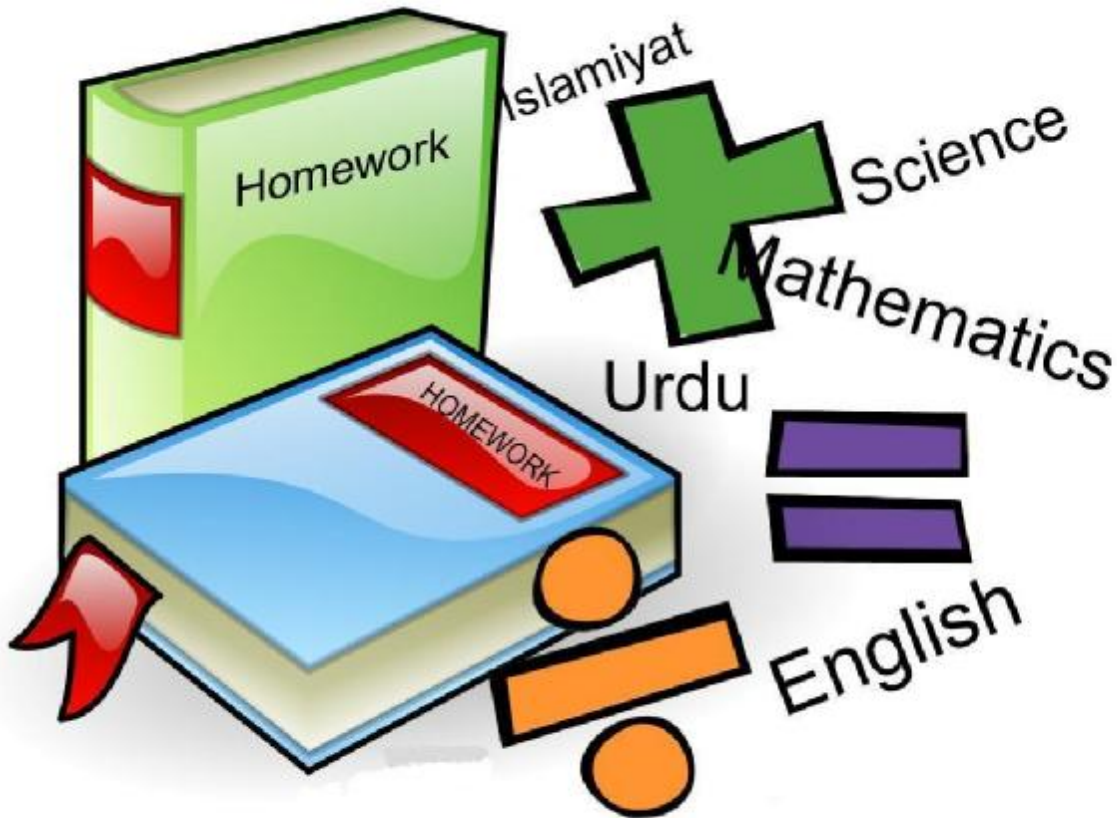 Islamiyat
Homework
Science
Mathematics
Urdu
HOMEWORK
English